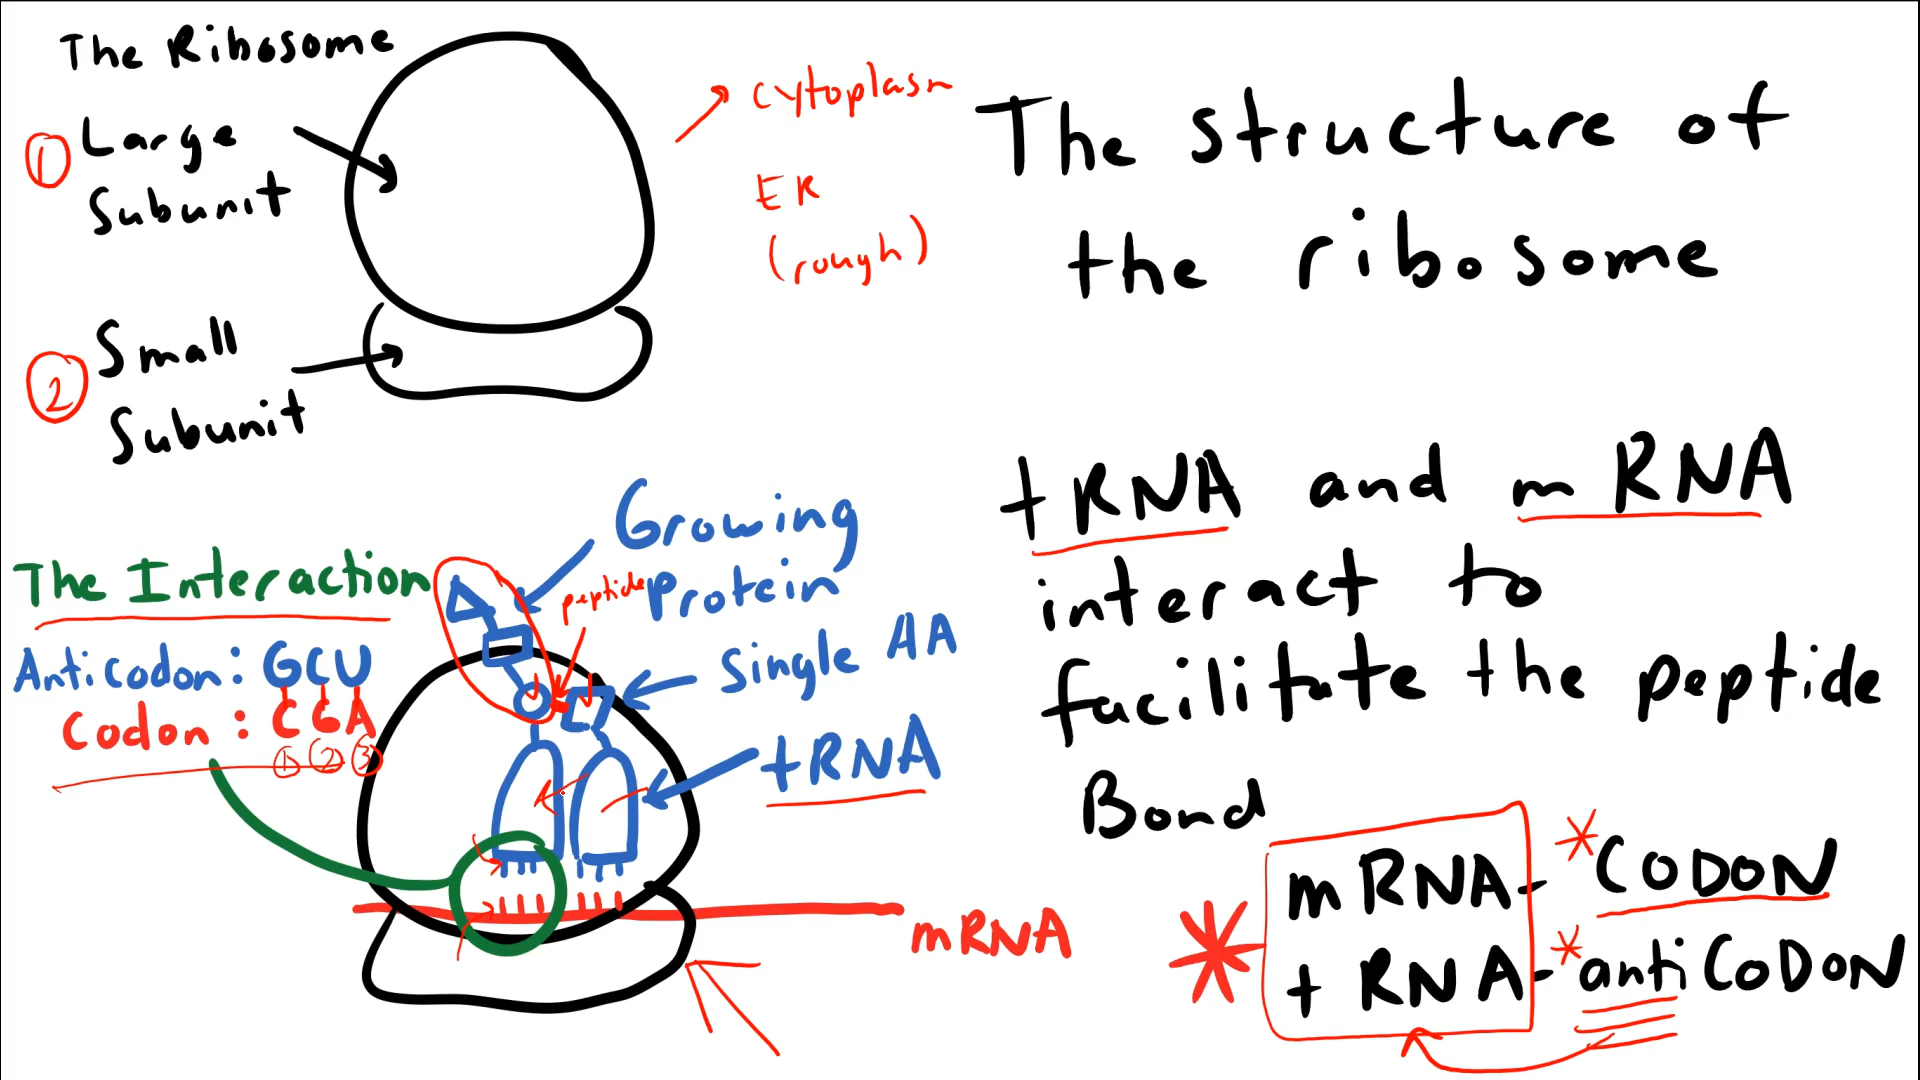 The Ribosome
① Large
Subunit
② Small
Subunit
cytoplasm
ER
(rough)
The structure of
the ribosome
tRNA and mRNA
interact to
facilitate the peptide
Bond
mRNA - *CODON
tRNA - *antiCODON
The Interaction
Anticodon: GCU
Codon: CGA
① ② ③
Growing
protein
peptide
Single AA
tRNA
mRNA